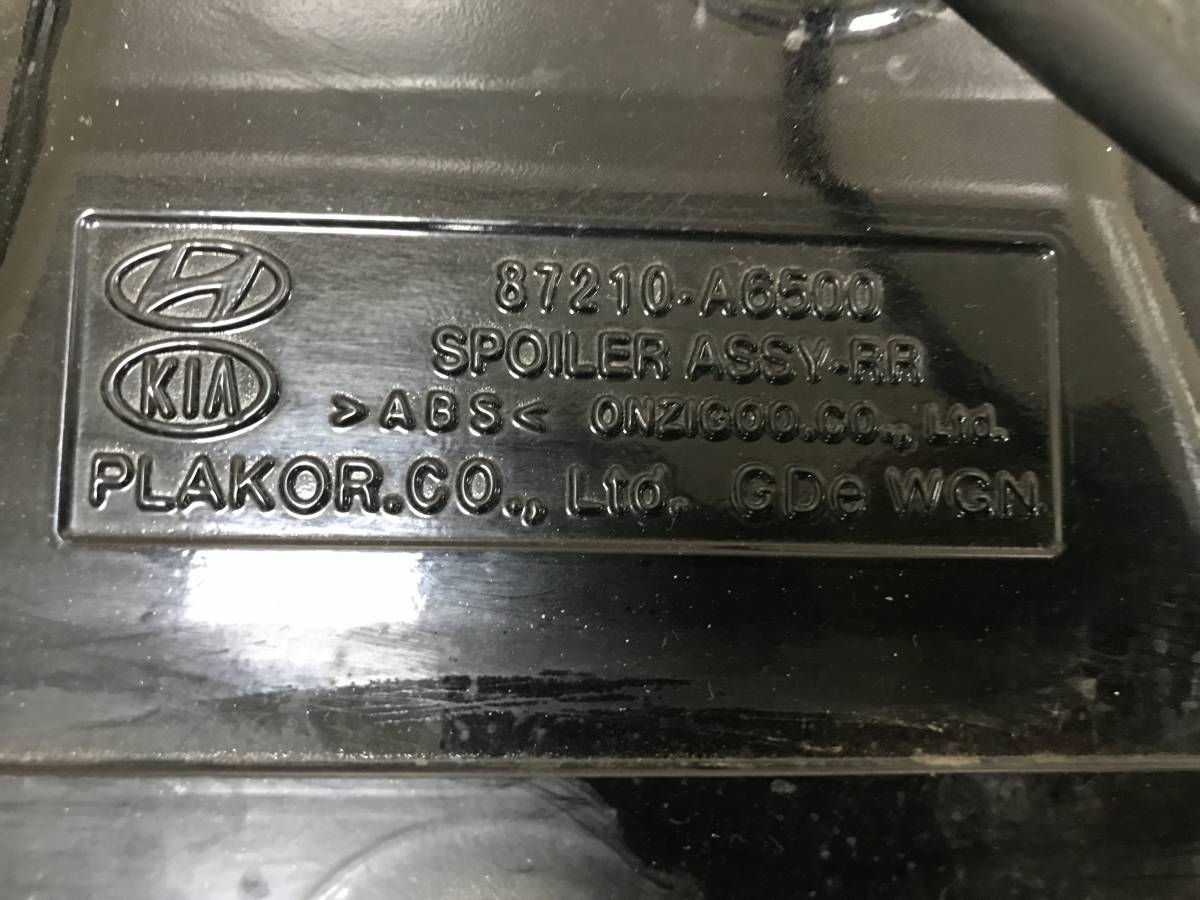 87210-A6500
SPOILER ASSY-RR
KIA
>ABS< ONZIGOO.CO., Ltd.
PLAKOR.CO., Ltd. GDe WGN